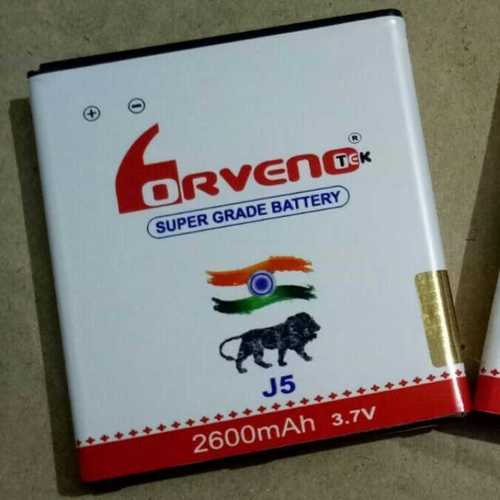 + -
®
ORVENO TEK
SUPER GRADE BATTERY
J5
2600mAh 3.7V